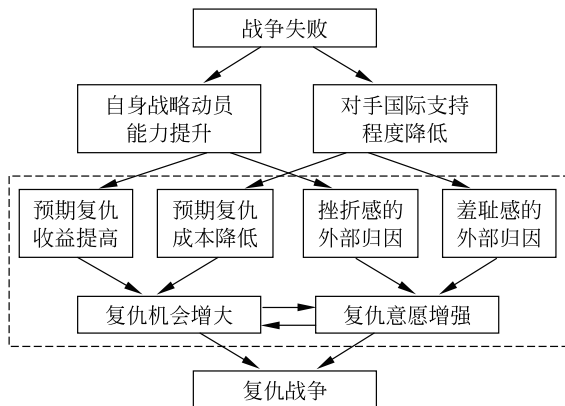 战争失败
自身战略动员
能力提升
对手国际支持
程度降低
预期复仇
收益提高
预期复仇
成本降低
挫折感的
外部归因
羞耻感的
外部归因
复仇机会增大
复仇意愿增强
复仇战争